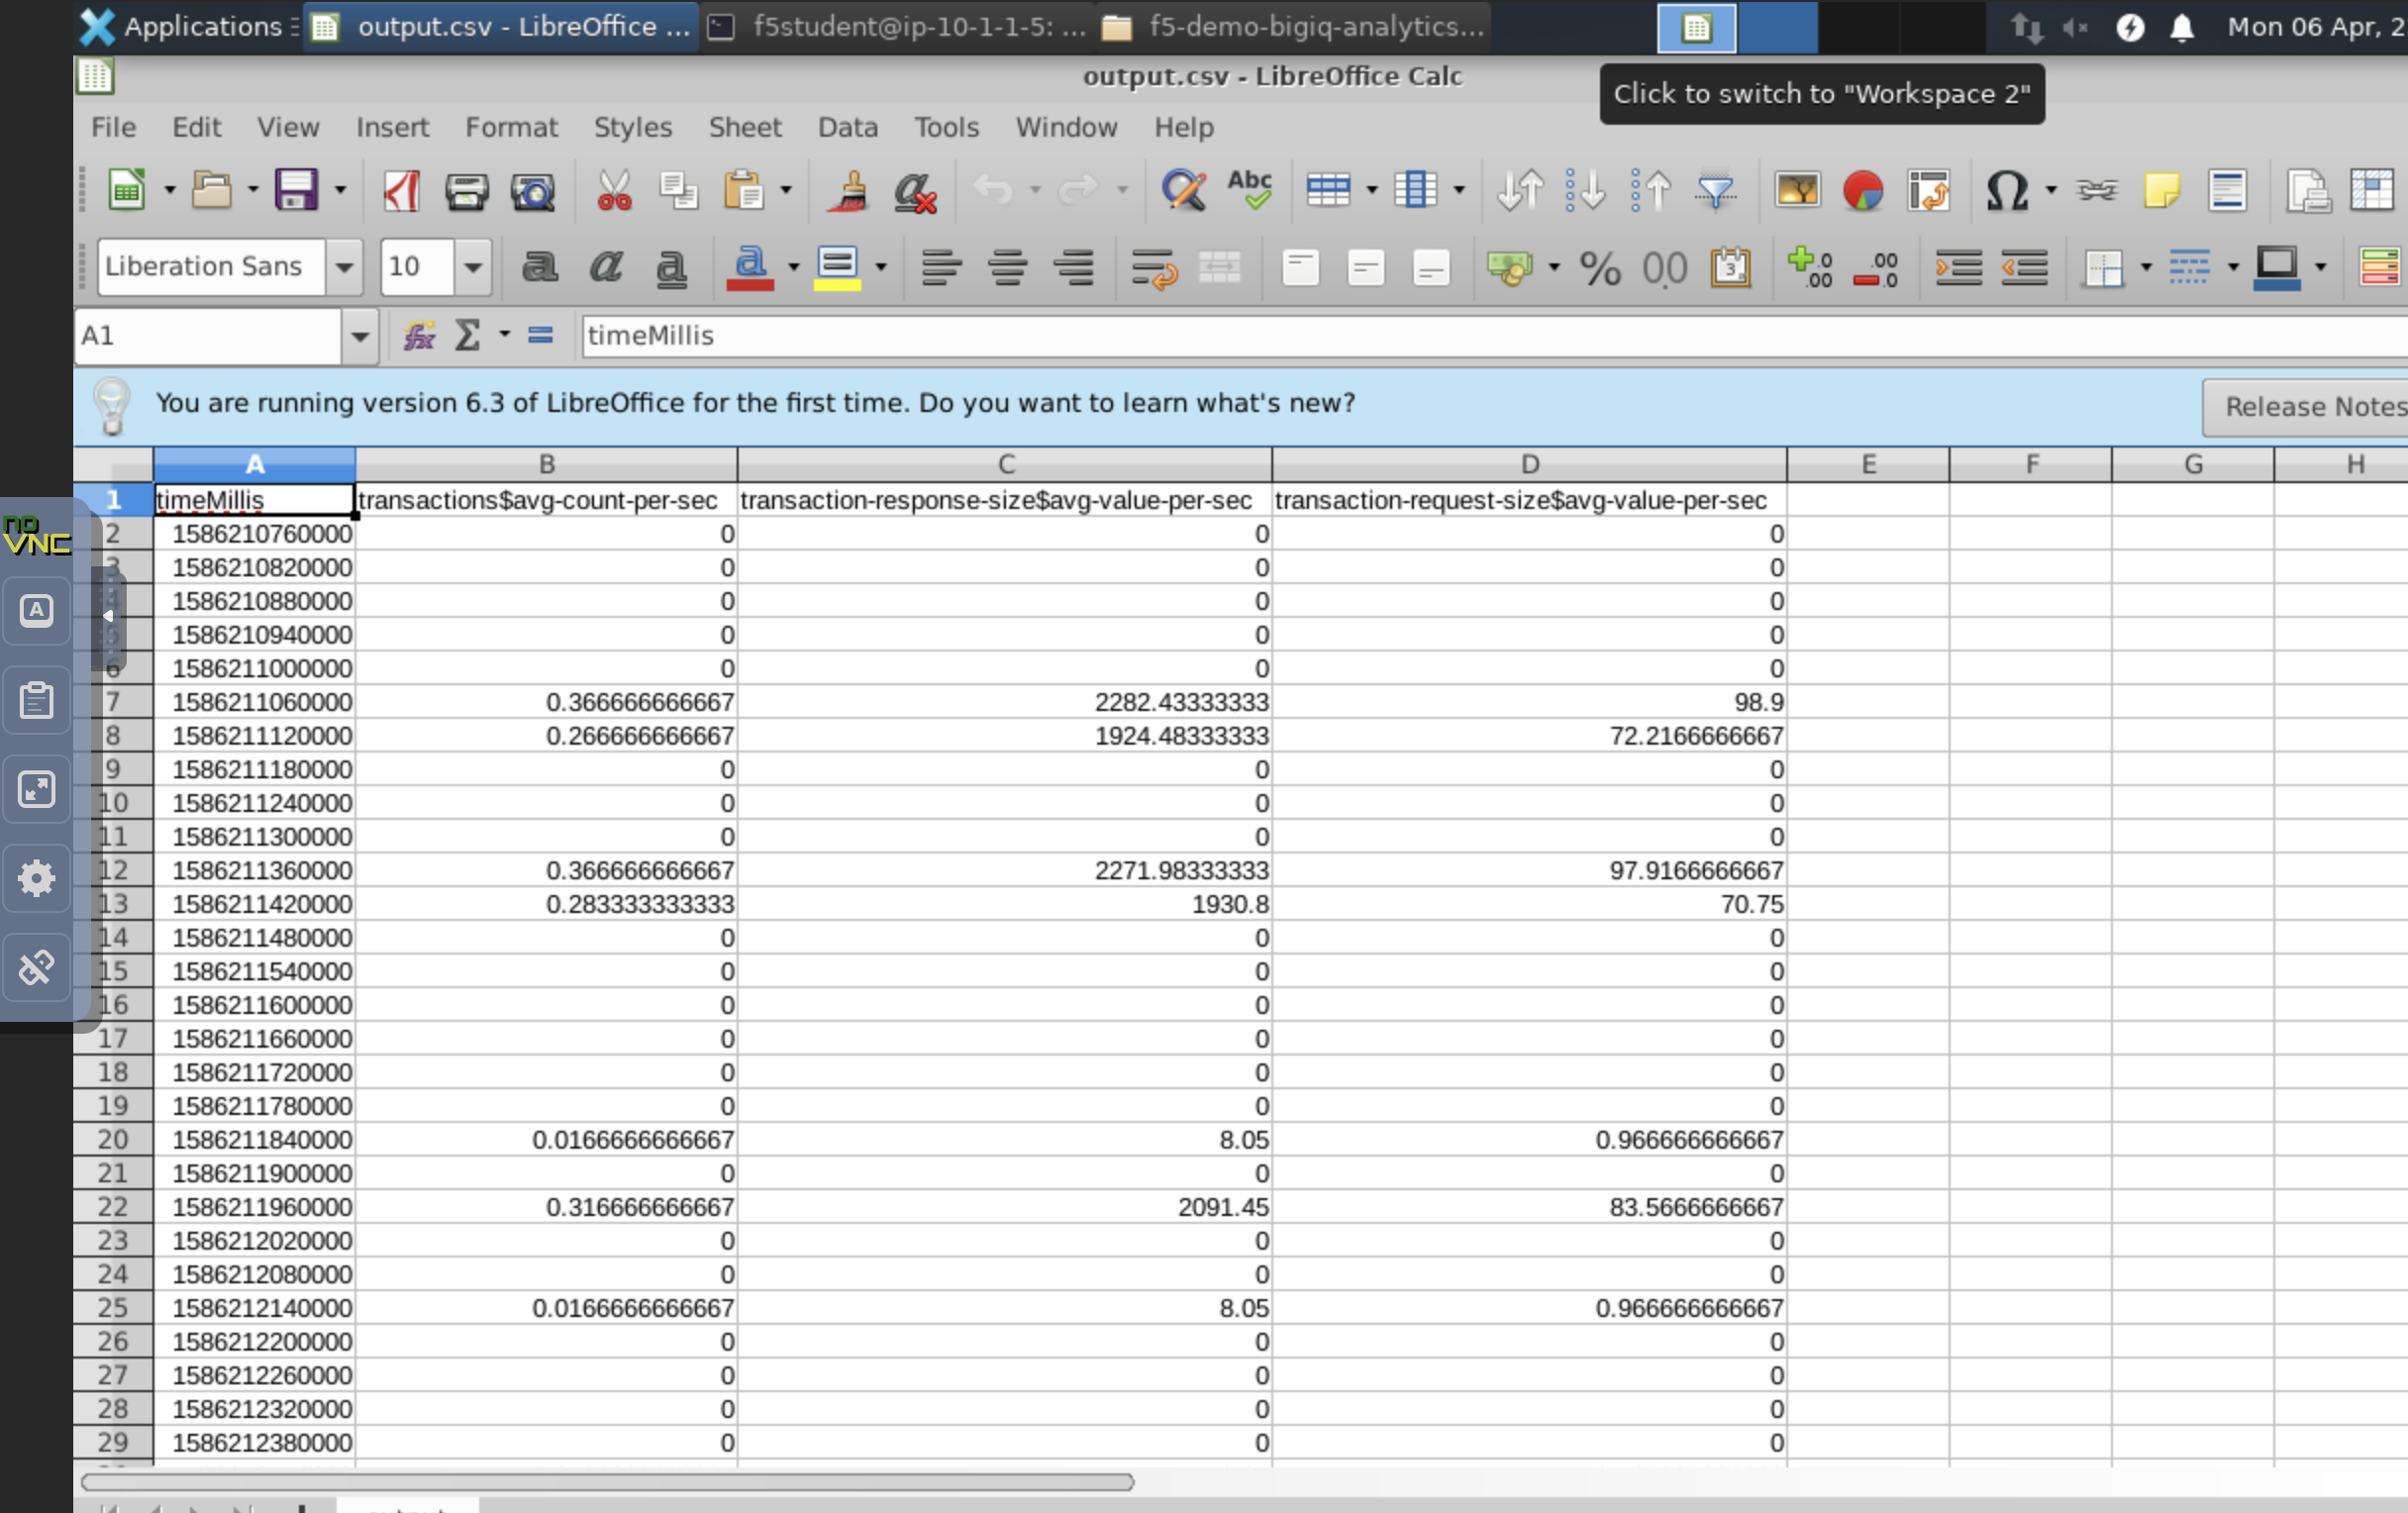 Applications output.csv - LibreOffice ... f5student@ip-10-1-1-5: ... f5-demo-bigiq-analytics... Mon 06 Apr, 2
output.csv - LibreOffice Calc
Click to switch to "Workspace 2"
File Edit View Insert Format Styles Sheet Data Tools Window Help
Abc
Liberation Sans 10
A1 timeMillis
You are running version 6.3 of LibreOffice for the first time. Do you want to learn what's new? Release Notes
A B C D E F G H
1 timeMillis transactions$avg-count-per-sec transaction-response-size$avg-value-per-sec transaction-request-size$avg-value-per-sec
no
VNC
2 1586210760000 0 0 0
3 1586210820000 0 0 0
4 1586210880000 0 0 0
5 1586210940000 0 0 0
6 1586211000000 0 0 0
7 1586211060000 0.366666666667 2282.43333333 98.9
8 1586211120000 0.266666666667 1924.48333333 72.2166666667
9 1586211180000 0 0 0
10 1586211240000 0 0 0
11 1586211300000 0 0 0
12 1586211360000 0.366666666667 2271.98333333 97.9166666667
13 1586211420000 0.283333333333 1930.8 70.75
14 1586211480000 0 0 0
15 1586211540000 0 0 0
16 1586211600000 0 0 0
17 1586211660000 0 0 0
18 1586211720000 0 0 0
19 1586211780000 0 0 0
20 1586211840000 0.0166666666667 8.05 0.966666666667
21 1586211900000 0 0 0
22 1586211960000 0.316666666667 2091.45 83.5666666667
23 1586212020000 0 0 0
24 1586212080000 0 0 0
25 1586212140000 0.0166666666667 8.05 0.966666666667
26 1586212200000 0 0 0
27 1586212260000 0 0 0
28 1586212320000 0 0 0
29 1586212380000 0 0 0